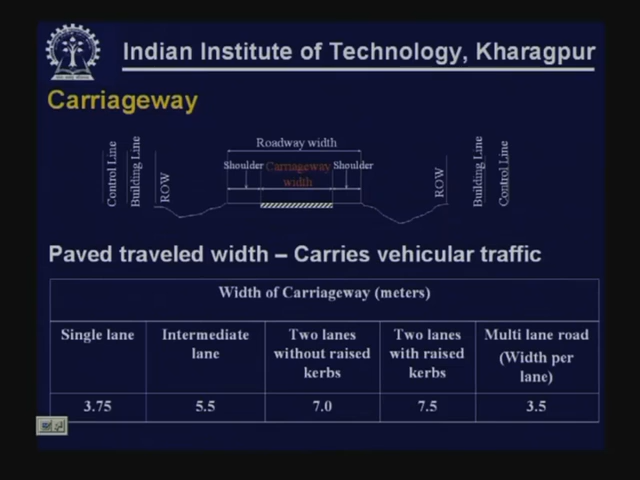 Indian Institute of Technology, Kharagpur
Carriageway
Roadway width
Shoulder Carriageway Shoulder
width
Control Line
Building Line
ROW
ROW
Building Line
Control Line
Paved traveled width – Carries vehicular traffic
Width of Carriageway (meters)
Single lane
Intermediate
lane
Two lanes
without raised
kerbs
Two lanes
with raised
kerbs
Multi lane road
(Width per
lane)
3.75 5.5 7.0 7.5 3.5